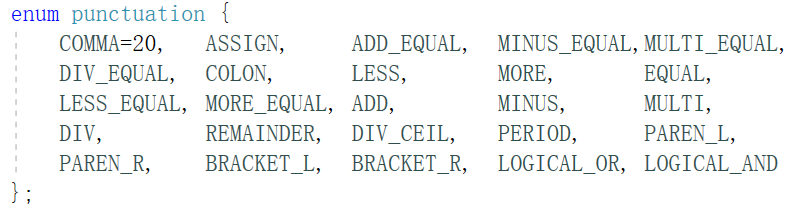 enum punctuation {
COMMA=20, ASSIGN, ADD_EQUAL, MINUS_EQUAL, MULTI_EQUAL,
DIV_EQUAL, COLON, LESS, MORE, EQUAL,
LESS_EQUAL, MORE_EQUAL, ADD, MINUS, MULTI,
DIV, REMAINDER, DIV_CEIL, PERIOD, PAREN_L,
PAREN_R, BRACKET_L, BRACKET_R, LOGICAL_OR, LOGICAL_AND
};